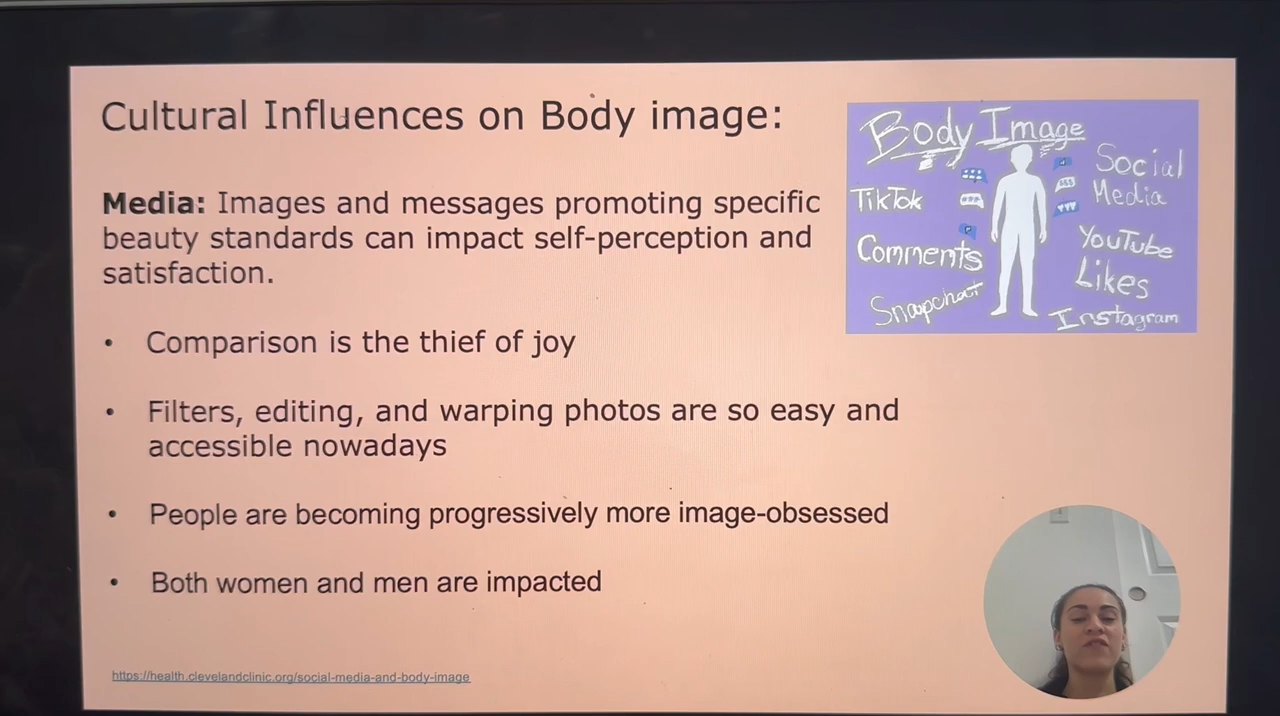 Cultural Influences on Body image:
Media: Images and messages promoting specific
beauty standards can impact self-perception and
satisfaction.
• Comparison is the thief of joy
• Filters, editing, and warping photos are so easy and
accessible nowadays
• People are becoming progressively more image-obsessed
• Both women and men are impacted
https://health.clevelandclinic.org/social-media-and-body-image
Body Image
TikTok
Comments
Snapchat
Social
Media
YouTube
Likes
Instagram